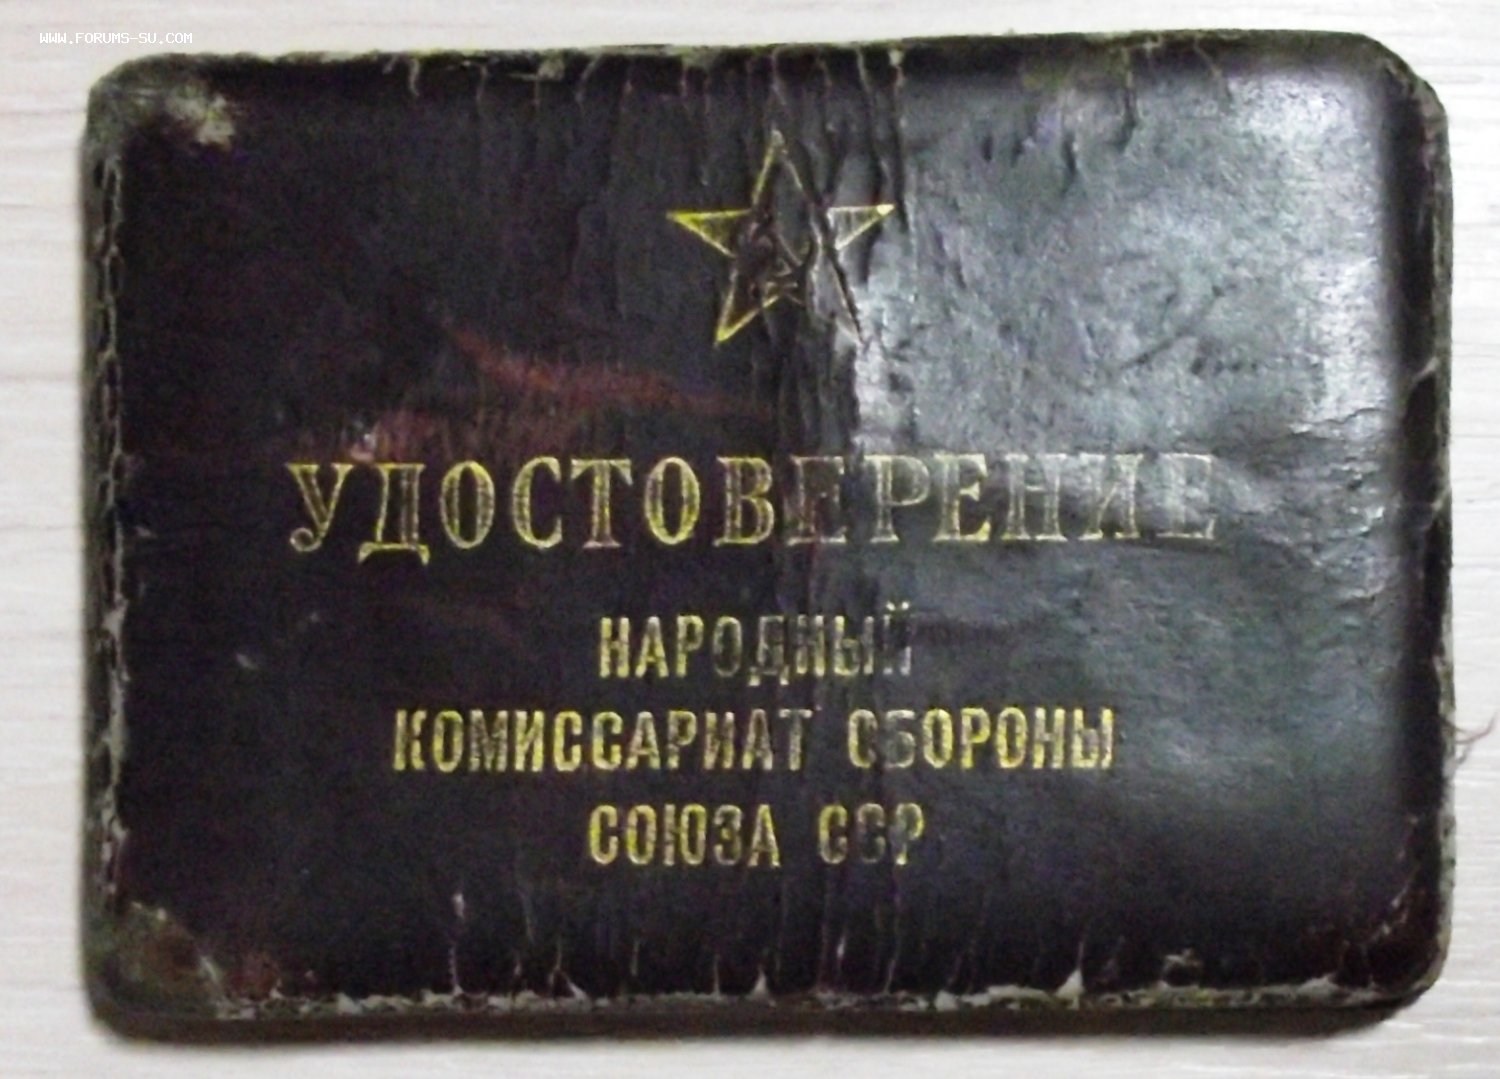 WWW.FORUMS-SU.COM
УДОСТОВЕРЕНИЕ
НАРОДНЫЙ
КОМИССАРИАТ ОБОРОНЫ
СОЮЗА ССР